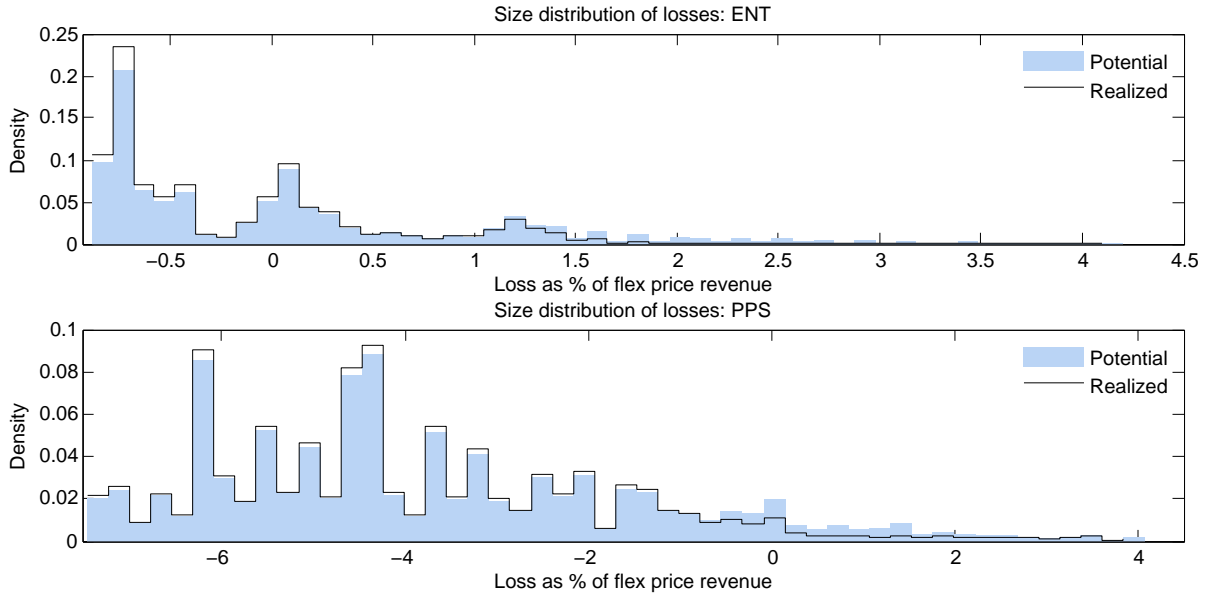 Size distribution of losses: ENT
0.25
0.2
0.15
0.1
0.05
0
Density
Potential
Realized
−0.5 0 0.5 1 1.5 2 2.5 3 3.5 4 4.5
Loss as % of flex price revenue
Size distribution of losses: PPS
0.1
0.08
0.06
0.04
0.02
0
Density
Potential
Realized
−6 −4 −2 0 2 4
Loss as % of flex price revenue